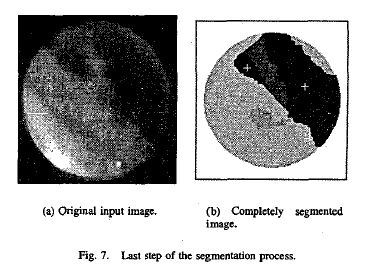 (a) Original input image.
(b) Completely segmented
image.
Fig. 7. Last step of the segmentation process.